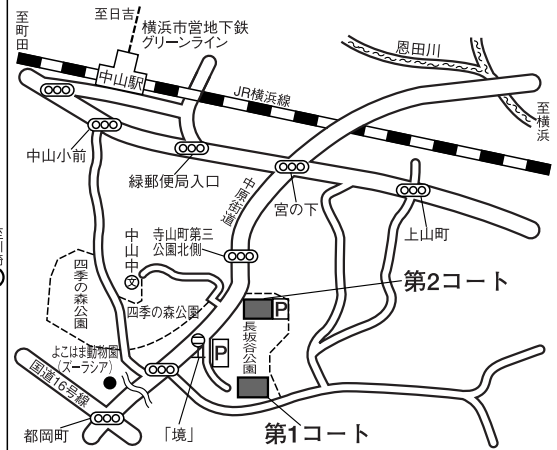 至町田
至日吉
横浜市営地下鉄
グリーンライン
中山駅
JR横浜線
恩田川
至横浜
中山小前
緑郵便局入口
中原街道
宮の下
上山町
中山中
文
寺山町第三
公園北側
四季の森公園
四季の森公園
第2コート
P
長坂谷公園
P
よこはま動物園
(ズーラシア)
国道16号線
都岡町
「境」
第1コート